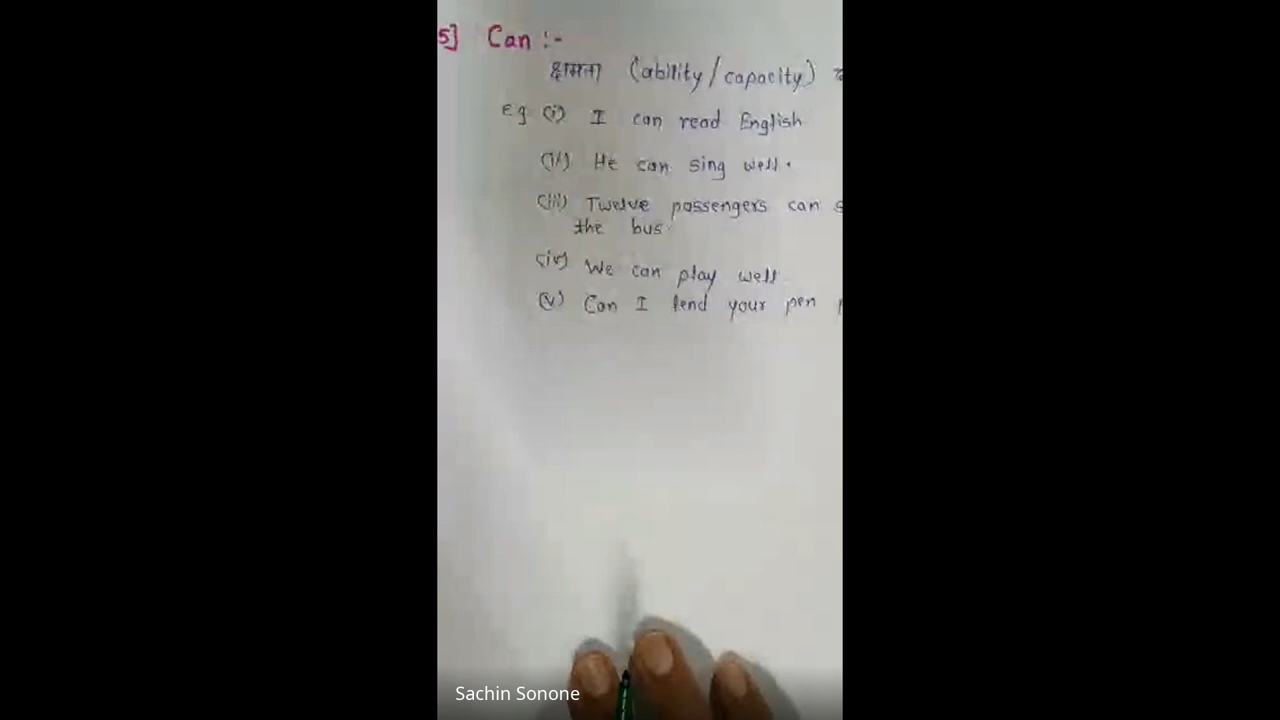 5] Can :-
क्षमता (ability/capacity)
Eg (i) I can read English
(ii) He can sing well.
(iii) Twelve passengers can
the bus.
(iv) We can play well.
(v) Can I lend your pen
Sachin Sonone